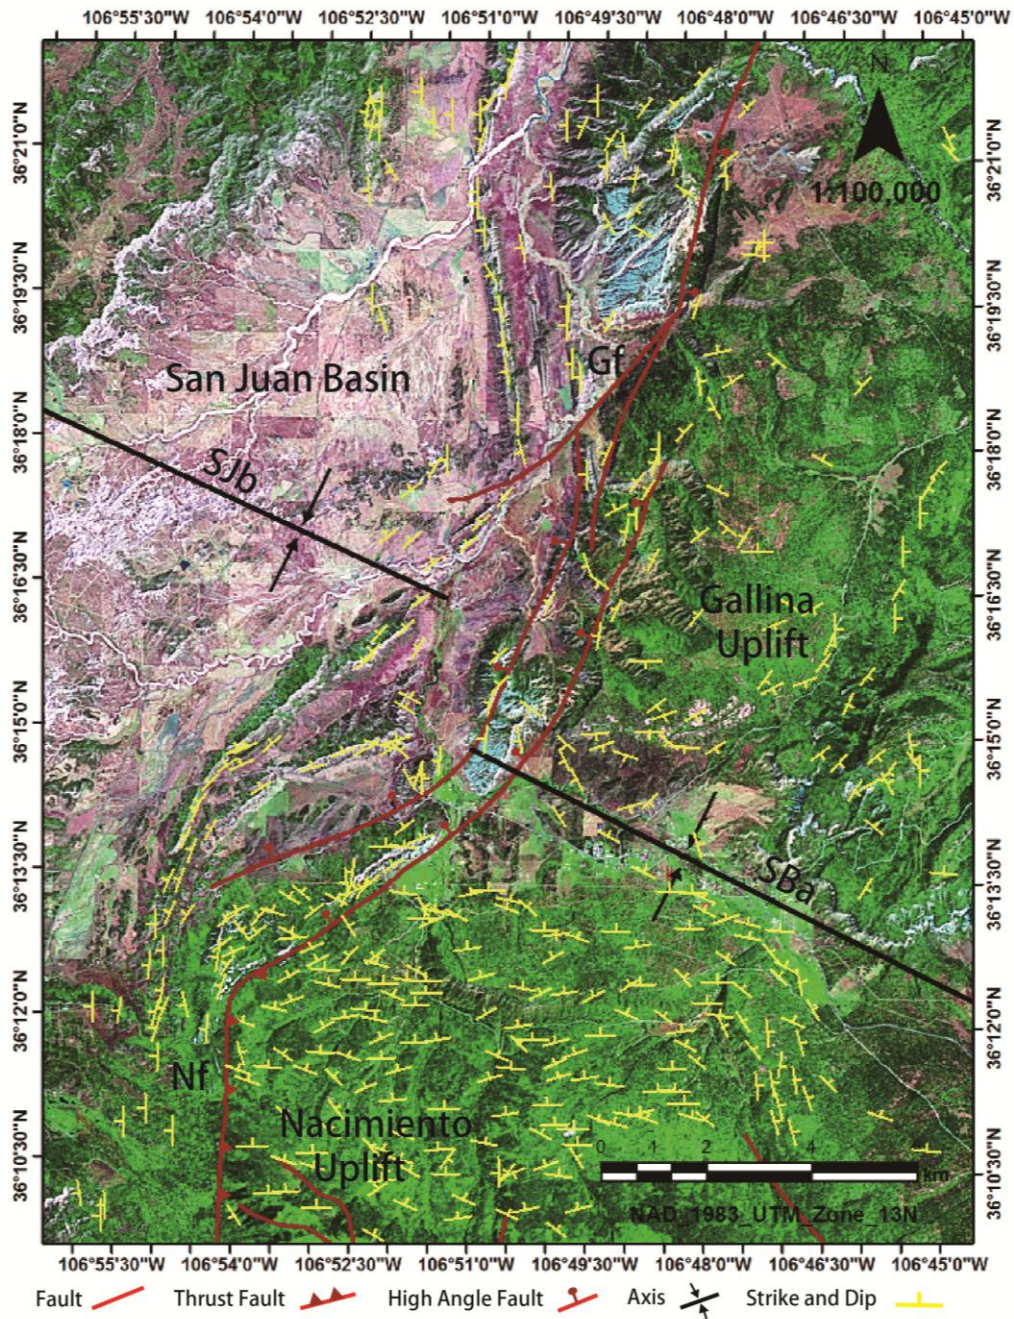 106°55'30"W 106°54'0"W 106°52'30"W 106°51'0"W 106°49'30"W 106°48'0"W 106°46'30"W 106°45'0"W
N
36°21'0"N
36°21'0"N
1:100,000
36°19'30"N
36°19'30"N
Gf
San Juan Basin
36°18'0"N
36°18'0"N
SJb
36°16'30"N
36°16'30"N
Gallina
Uplift
36°15'0"N
36°15'0"N
36°13'30"N
36°13'30"N
SBa
36°12'0"N
36°12'0"N
Nf
Nacimiento
Uplift
36°10'30"N
36°10'30"N
0 1 2 4
km
NAD_1983_UTM_Zone_13N
106°55'30"W 106°54'0"W 106°52'30"W 106°51'0"W 106°49'30"W 106°48'0"W 106°46'30"W 106°45'0"W
Fault Thrust Fault High Angle Fault Axis Strike and Dip